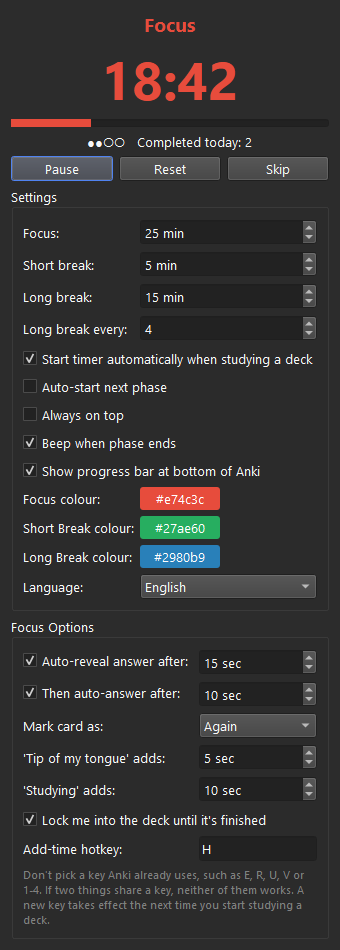 Focus
18:42
●●○○ Completed today: 2
Pause Reset Skip
Settings
Focus: 25 min
Short break: 5 min
Long break: 15 min
Long break every: 4
Start timer automatically when studying a deck
Auto-start next phase
Always on top
Beep when phase ends
Show progress bar at bottom of Anki
Focus colour: #e74c3c
Short Break colour: #27ae60
Long Break colour: #2980b9
Language: English
Focus Options
Auto-reveal answer after: 15 sec
Then auto-answer after: 10 sec
Mark card as: Again
'Tip of my tongue' adds: 5 sec
'Studying' adds: 10 sec
Lock me into the deck until it's finished
Add-time hotkey: H
Don't pick a key Anki already uses, such as E, R, U, V or
1-4. If two things share a key, neither of them works. A
new key takes effect the next time you start studying a
deck.